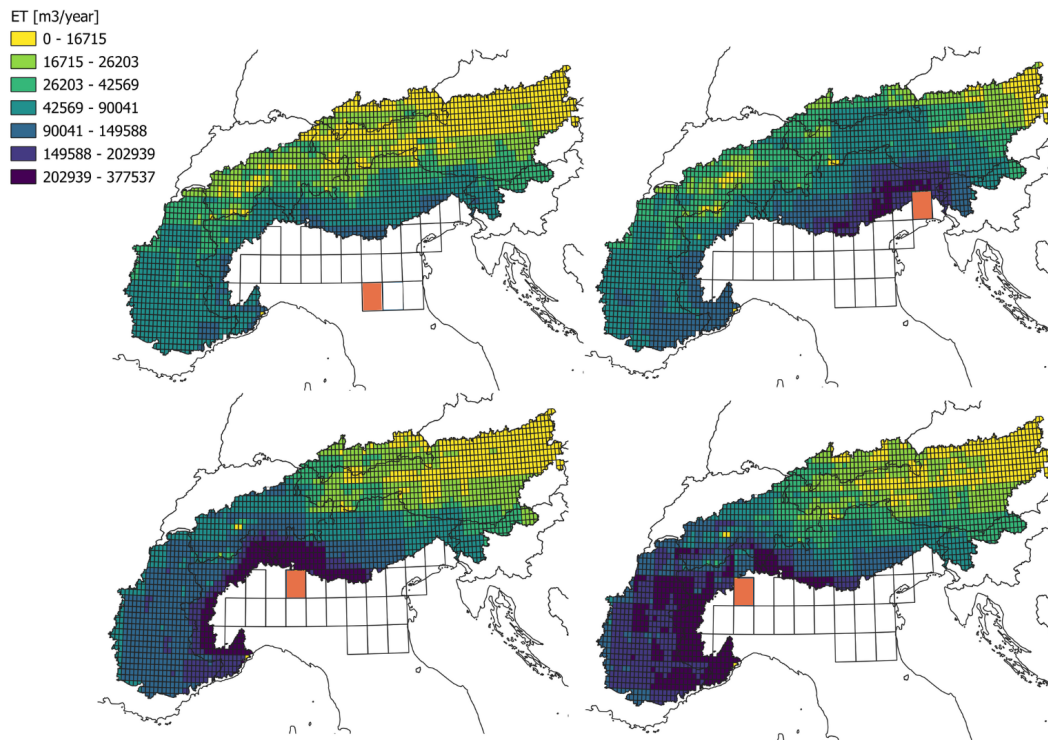 ET [m3/year]
0 - 16715
16715 - 26203
26203 - 42569
42569 - 90041
90041 - 149588
149588 - 202939
202939 - 377537